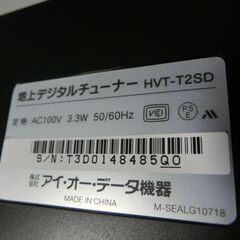 地上デジタルチューナー HVT-T2SD
定格:AC100V 3.3W 50/60Hz
VCI
PSE
S/N:T3D0148485QO
株式会社 アイ・オー・データ機器
MADE IN CHINA
M-SEALG10718